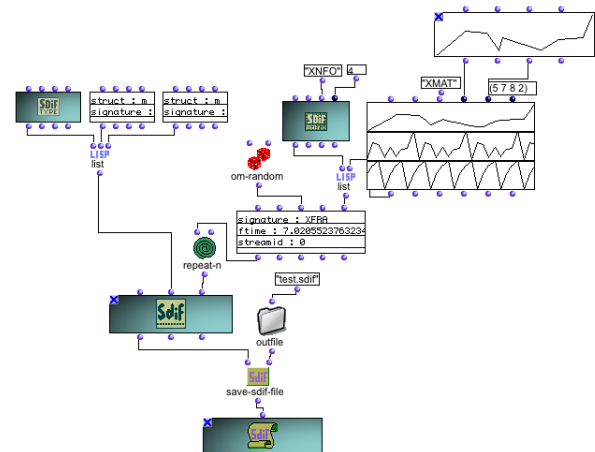 "XNFO" 4
"XMAT" (5 7 8 2)
Sdif TYPE
struct : m
signature :
struct : m
signature :
Sdif
LISP
list
om-random
LISP
list
signature : XFRA
ftime : 7.0205523763234
streamid : 0
repeat-n
"test.sdif"
Sdif
outfile
Sdif
save-sdif-file
Sdif